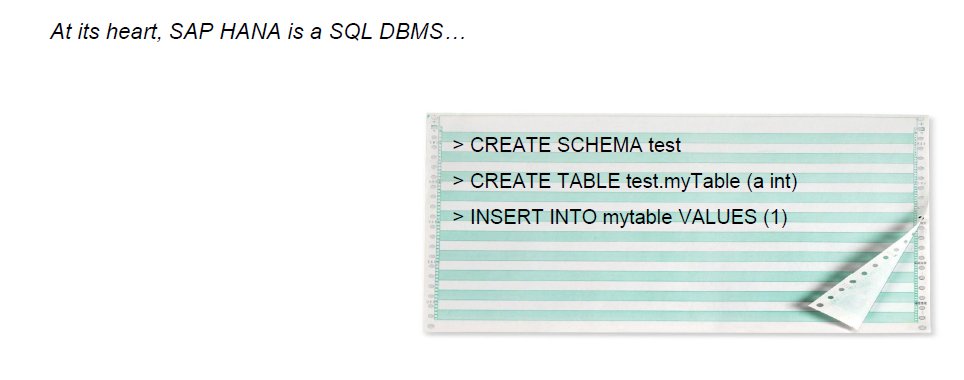 At its heart, SAP HANA is a SQL DBMS…
> CREATE SCHEMA test
> CREATE TABLE test.myTable (a int)
> INSERT INTO mytable VALUES (1)